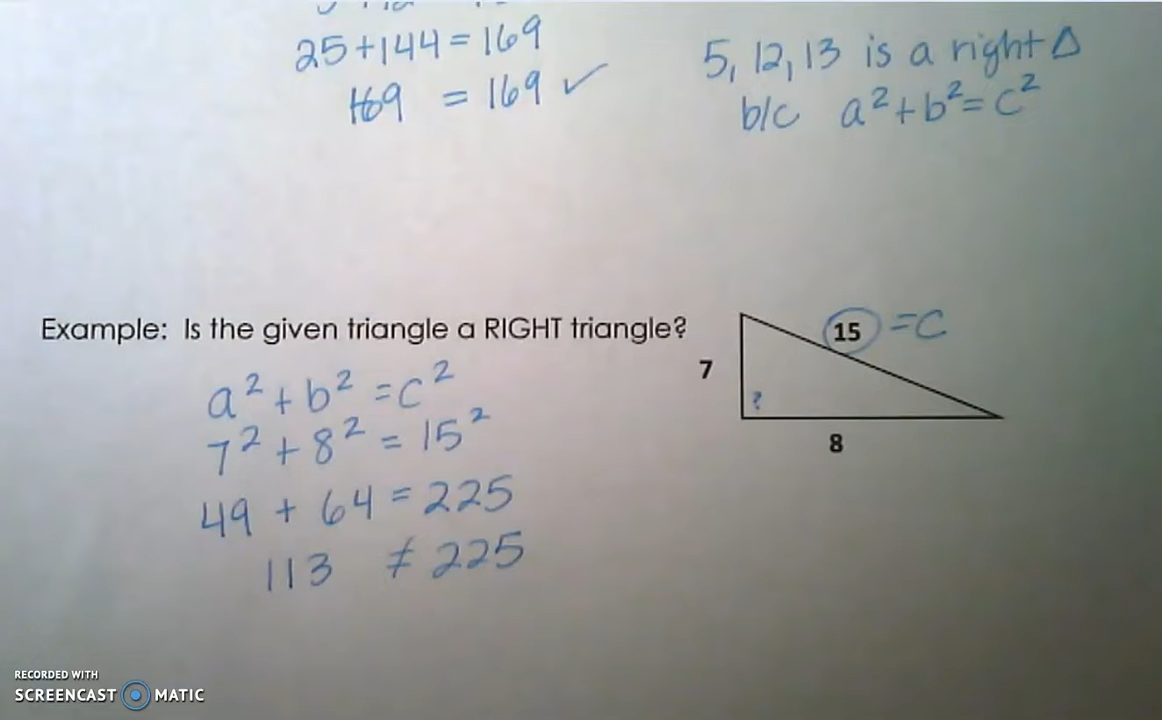 25+144=169
169 = 169 ✓
5, 12, 13 is a right △
b/c a²+b²=c²
Example: Is the given triangle a RIGHT triangle?
15 =c
7
?
8
a²+b²=c²
7²+8²=15²
49+64=225
113 ≠ 225
RECORDED WITH
SCREENCAST MATIC